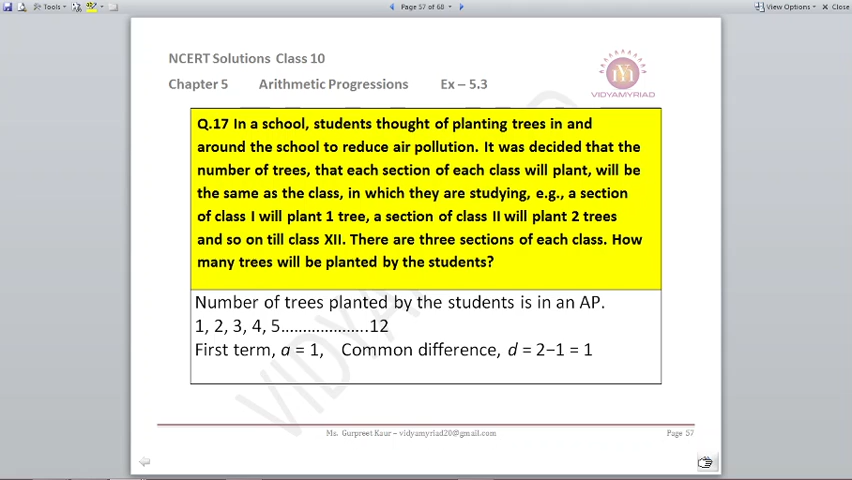 Tools
Page 57 of 68
View Options
Close
NCERT Solutions Class 10
Chapter 5 Arithmetic Progressions Ex – 5.3
VIDYAMYRIAD
Q.17 In a school, students thought of planting trees in and
around the school to reduce air pollution. It was decided that the
number of trees, that each section of each class will plant, will be
the same as the class, in which they are studying, e.g., a section
of class I will plant 1 tree, a section of class II will plant 2 trees
and so on till class XII. There are three sections of each class. How
many trees will be planted by the students?
Number of trees planted by the students is in an AP.
1, 2, 3, 4, 5………………..12
First term, a = 1, Common difference, d = 2−1 = 1
Ms. Gurpreet Kaur – vidyamyriad20@gmail.com
Page 57